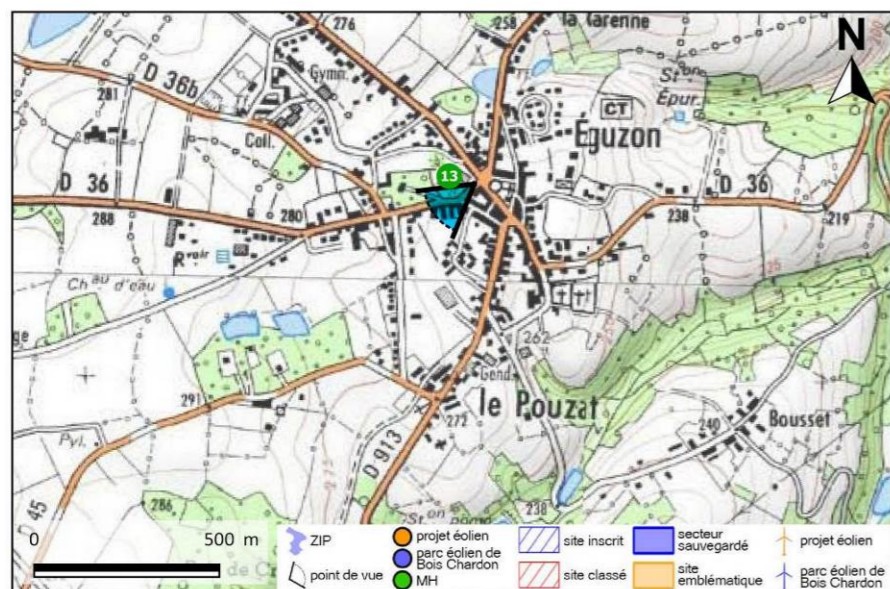 276
258
la Garenne
N
D 36b
Gymn.
281
Coll.
CT
Ston
Épur.
Eguzon
13
D 36
D 36
288
280
238
219
Rvoir
Chau d'eau
262
Gend.
le Pouzat
291
Bousset
240
Pyl.
272
D 913
D 45
286
238
0 500 m
ZIP
point de vue
projet éolien
parc éolien de
Bois Chardon
MH
site inscrit
site classé
secteur
sauvegardé
site
emblématique
projet éolien
parc éolien de
Bois Chardon